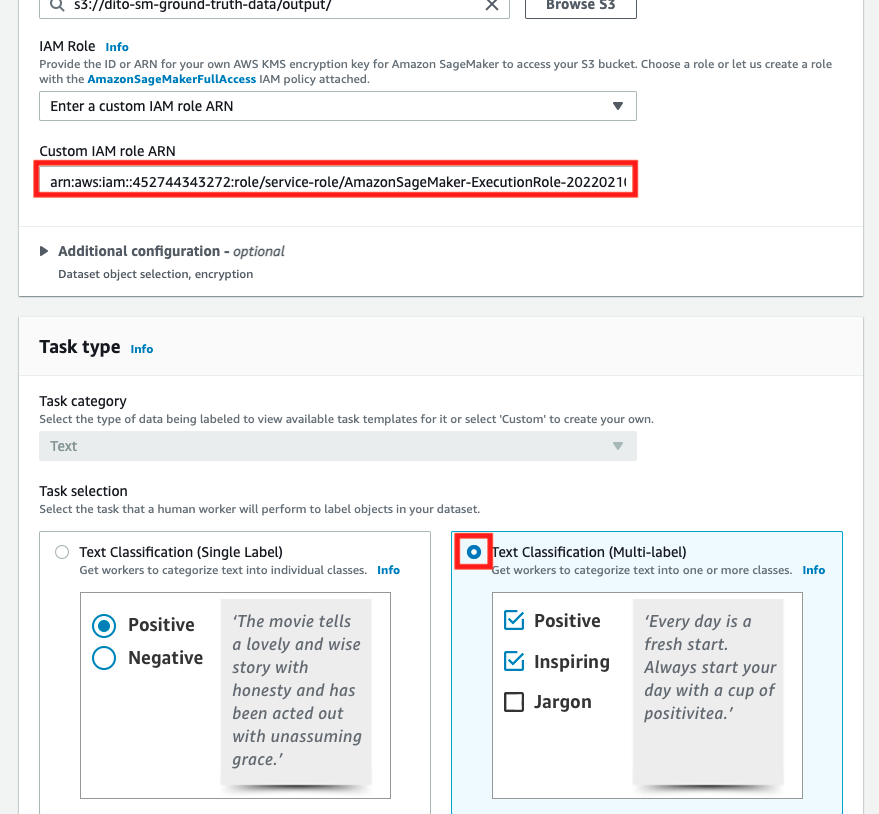 s3://dito-sm-ground-truth-data/output/
Browse S3
IAM Role Info
Provide the ID or ARN for your own AWS KMS encryption key for Amazon SageMaker to access your S3 bucket. Choose a role or let us create a role
with the AmazonSageMakerFullAccess IAM policy attached.
Enter a custom IAM role ARN
Custom IAM role ARN
arn:aws:iam::452744343272:role/service-role/AmazonSageMaker-ExecutionRole-2022021
Additional configuration - optional
Dataset object selection, encryption
Task type Info
Task category
Select the type of data being labeled to view available task templates for it or select 'Custom' to create your own.
Text
Task selection
Select the task that a human worker will perform to label objects in your dataset.
Text Classification (Single Label)
Get workers to categorize text into individual classes. Info
Positive
Negative
‘The movie tells
a lovely and wise
story with
honesty and has
been acted out
with unassuming
grace.’
Text Classification (Multi-label)
Get workers to categorize text into one or more classes. Info
Positive
Inspiring
Jargon
‘Every day is a
fresh start.
Always start your
day with a cup of
positivitea.’